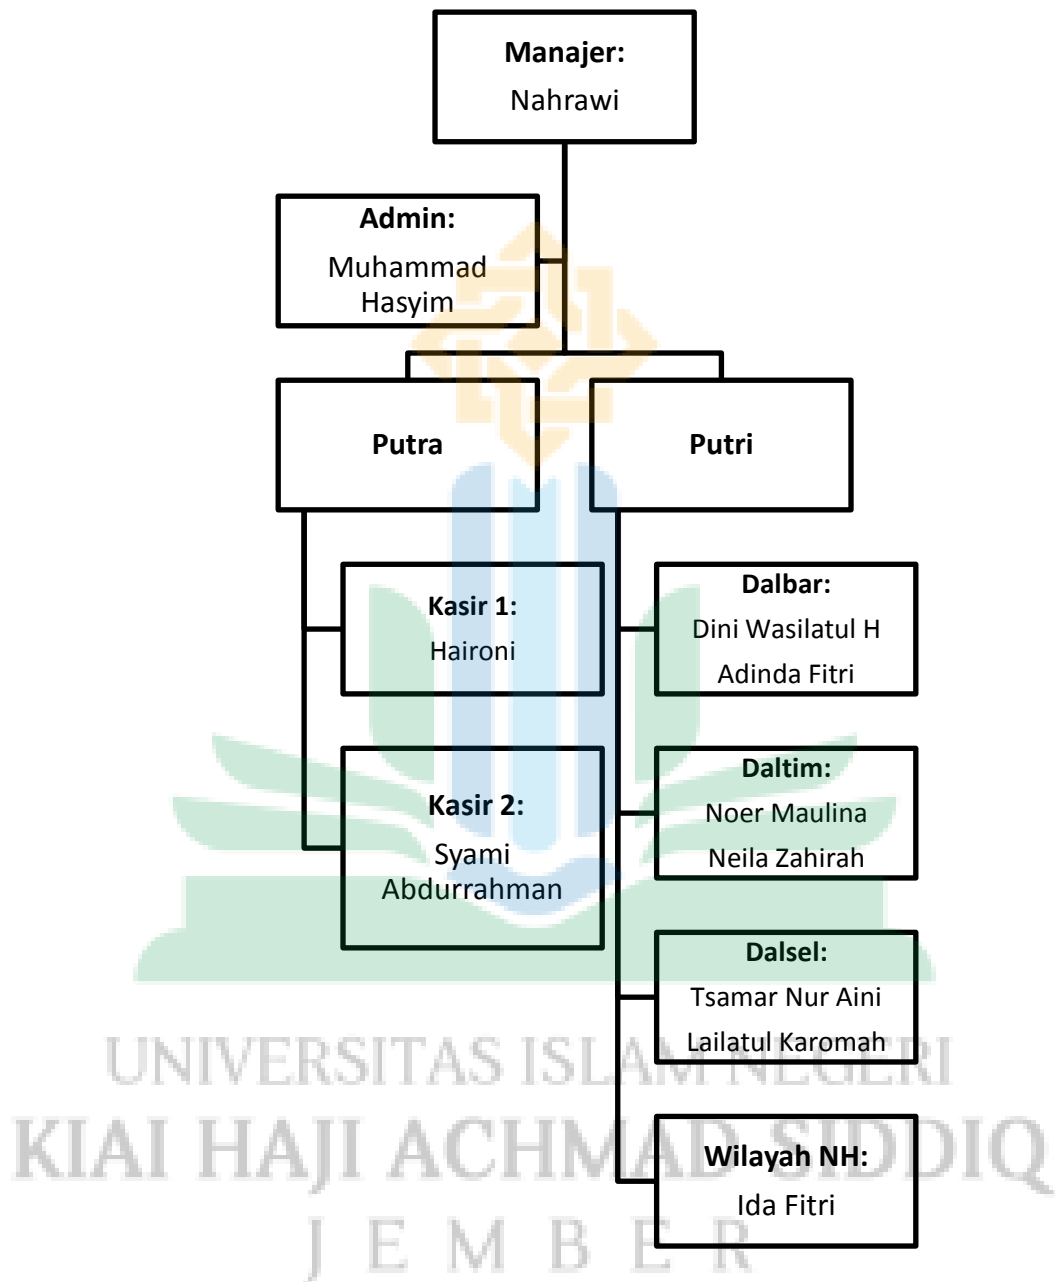 Manajer:
Nahrawi
Admin:
Muhammad
Hasyim
Putra
Putri
Kasir 1:
Haironi
Kasir 2:
Syami
Abdurrahman
Dalbar:
Dini Wasilatul H
Adinda Fitri
Daltim:
Noer Maulina
Neila Zahirah
Dalsel:
Tsamar Nur Aini
Lailatul Karomah
Wilayah NH:
Ida Fitri
UNIVERSITAS ISLAM NEGERI
KIAI HAJI ACHMAD SIDDIQ
JEMBER